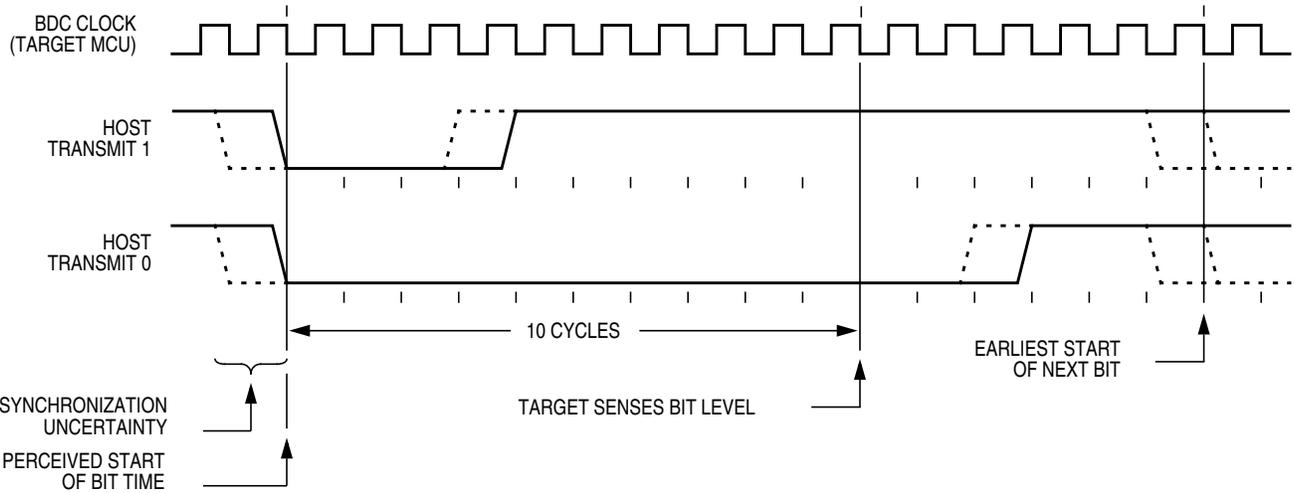 BDC CLOCK
(TARGET MCU)
HOST
TRANSMIT 1
HOST
TRANSMIT 0
10 CYCLES
EARLIEST START
OF NEXT BIT
SYNCHRONIZATION
UNCERTAINTY
TARGET SENSES BIT LEVEL
PERCEIVED START
OF BIT TIME